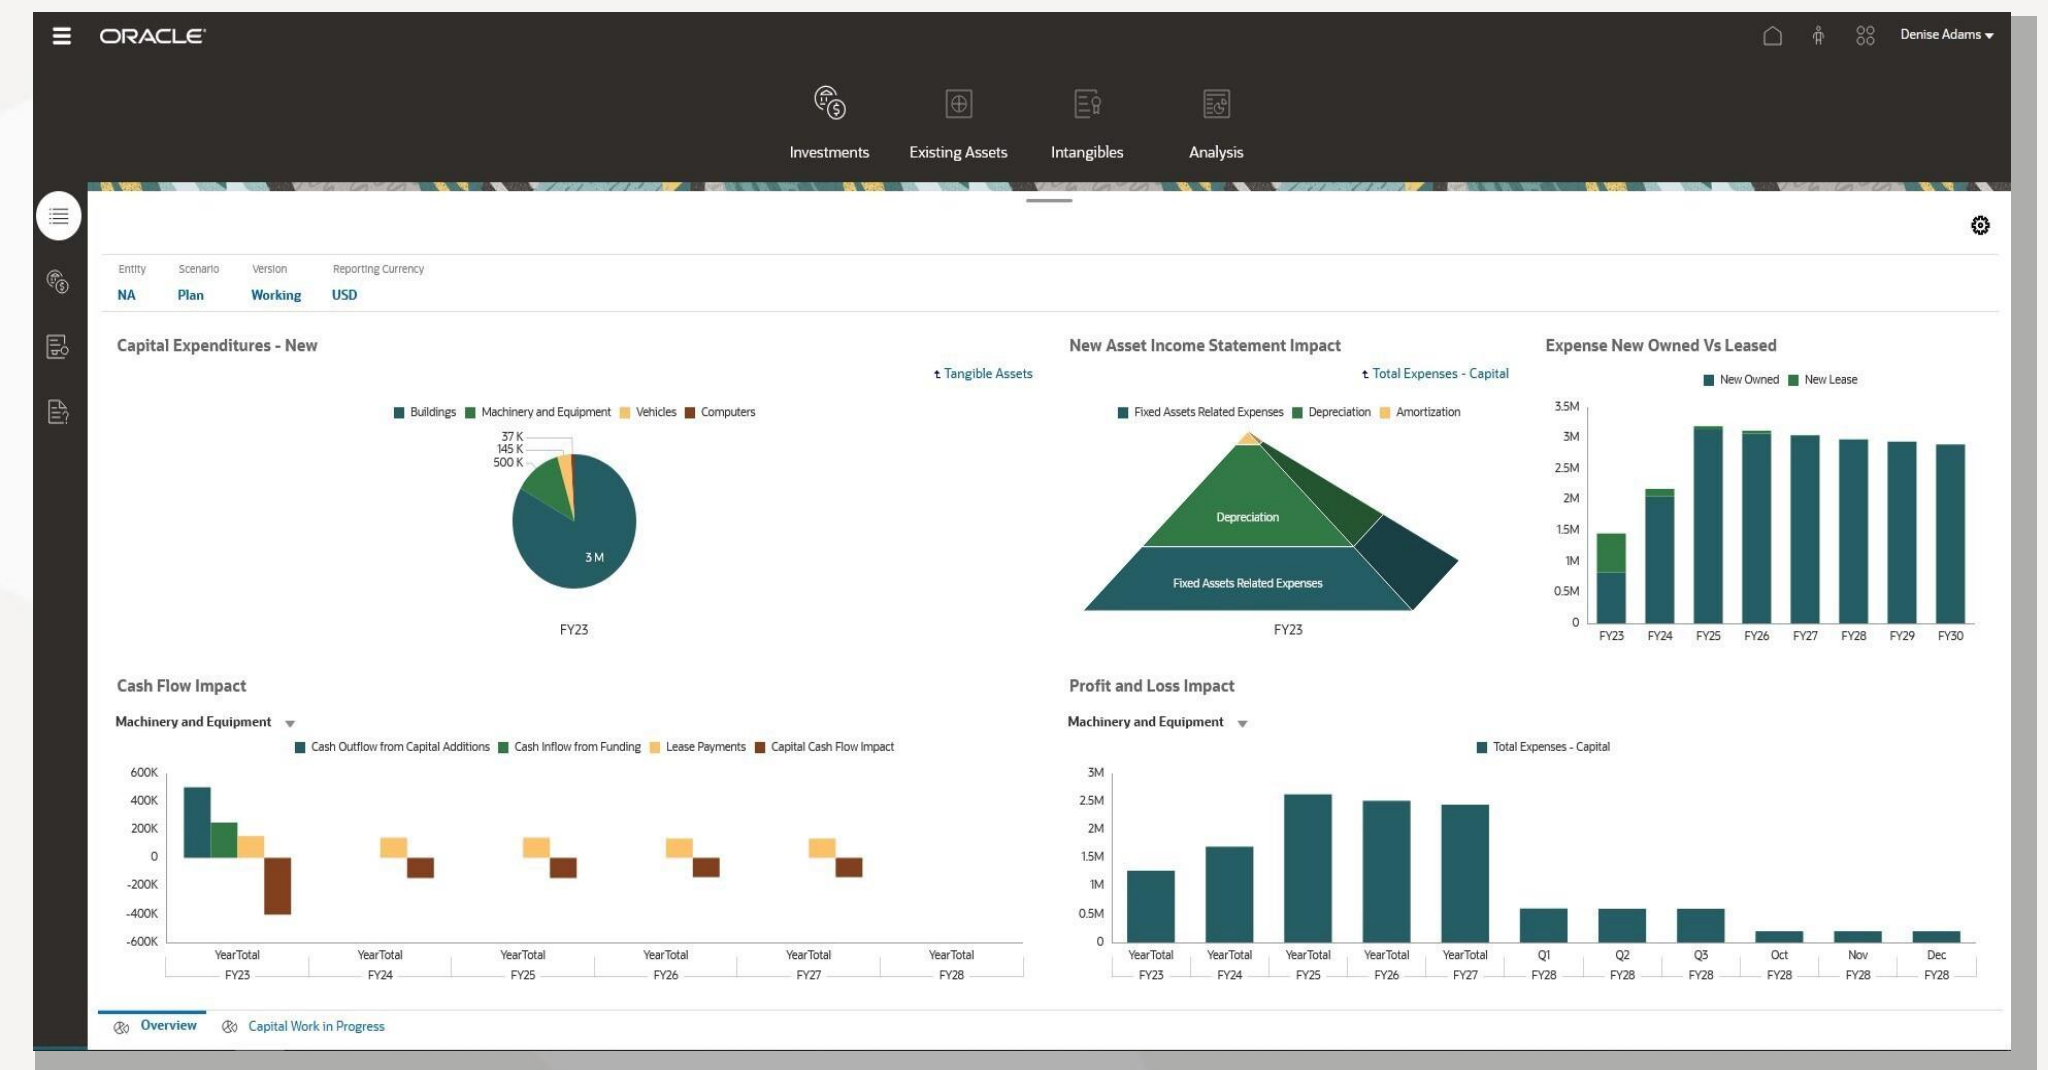 ORACLE
Denise Adams
Investments Existing Assets Intangibles Analysis
Entity Scenario Version Reporting Currency
NA Plan Working USD
Capital Expenditures - New
Tangible Assets
Buildings Machinery and Equipment Vehicles Computers
37 K
145 K
500 K
3 M
FY23
New Asset Income Statement Impact
Total Expenses - Capital
Fixed Assets Related Expenses Depreciation Amortization
Depreciation
Fixed Assets Related Expenses
FY23
Expense New Owned Vs Leased
New Owned New Lease
3.5M
3M
2.5M
2M
1.5M
1M
0.5M
0
FY23 FY24 FY25 FY26 FY27 FY28 FY29 FY30
Cash Flow Impact
Machinery and Equipment
Cash Outflow from Capital Additions Cash Inflow from Funding Lease Payments Capital Cash Flow Impact
600K
400K
200K
0
-200K
-400K
-600K
YearTotal YearTotal YearTotal YearTotal YearTotal YearTotal
FY23 FY24 FY25 FY26 FY27 FY28
Profit and Loss Impact
Machinery and Equipment
Total Expenses - Capital
3M
2.5M
2M
1.5M
1M
0.5M
0
YearTotal YearTotal YearTotal YearTotal YearTotal Q1 Q2 Q3 Oct Nov Dec
FY23 FY24 FY25 FY26 FY27 FY28 FY28 FY28 FY28 FY28 FY28
Overview Capital Work in Progress